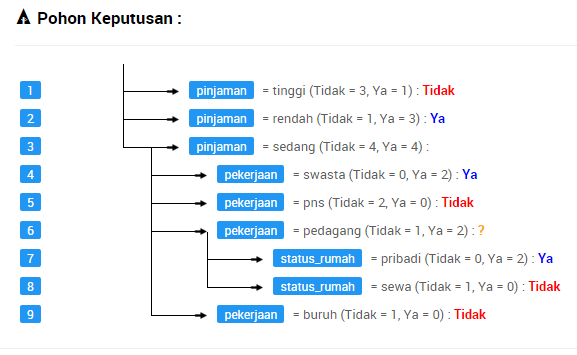 Pohon Keputusan :
1 pinjaman = tinggi (Tidak = 3, Ya = 1) : Tidak
2 pinjaman = rendah (Tidak = 1, Ya = 3) : Ya
3 pinjaman = sedang (Tidak = 4, Ya = 4) :
4 pekerjaan = swasta (Tidak = 0, Ya = 2) : Ya
5 pekerjaan = pns (Tidak = 2, Ya = 0) : Tidak
6 pekerjaan = pedagang (Tidak = 1, Ya = 2) : ?
7 status_rumah = pribadi (Tidak = 0, Ya = 2) : Ya
8 status_rumah = sewa (Tidak = 1, Ya = 0) : Tidak
9 pekerjaan = buruh (Tidak = 1, Ya = 0) : Tidak